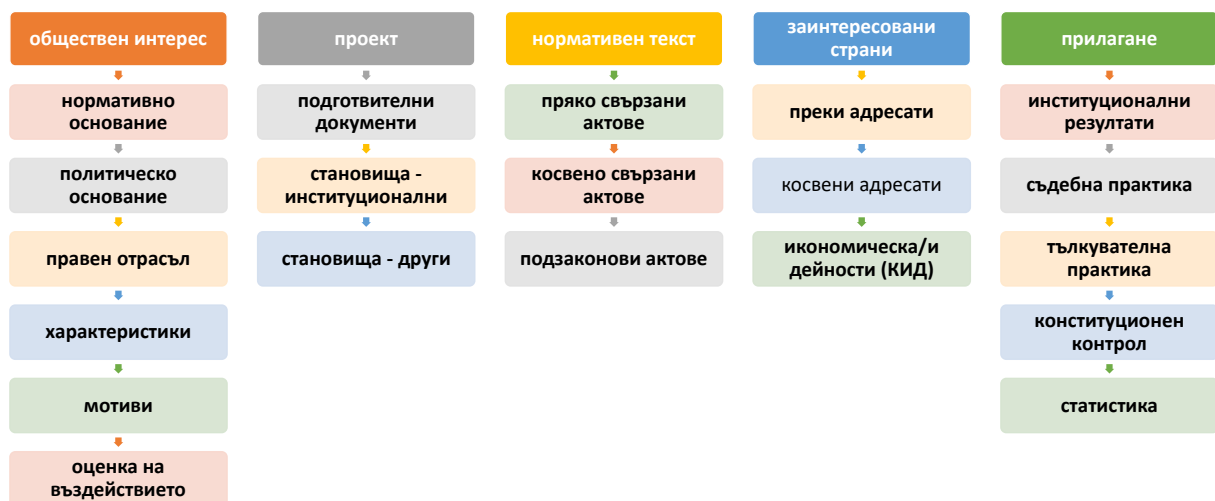 обществен интерес
нормативно
основание
политическо
основание
правен отрасъл
характеристики
мотиви
оценка на
въздействието
проект
подготвителни
документи
становища -
институционални
становища - други
нормативен текст
пряко свързани
актове
косвено свързани
актове
подзаконови актове
заинтересовани
страни
преки адресати
косвени адресати
икономическа/и
дейности (КИД)
прилагане
институционални
резултати
съдебна практика
тълкувателна
практика
конституционен
контрол
статистика